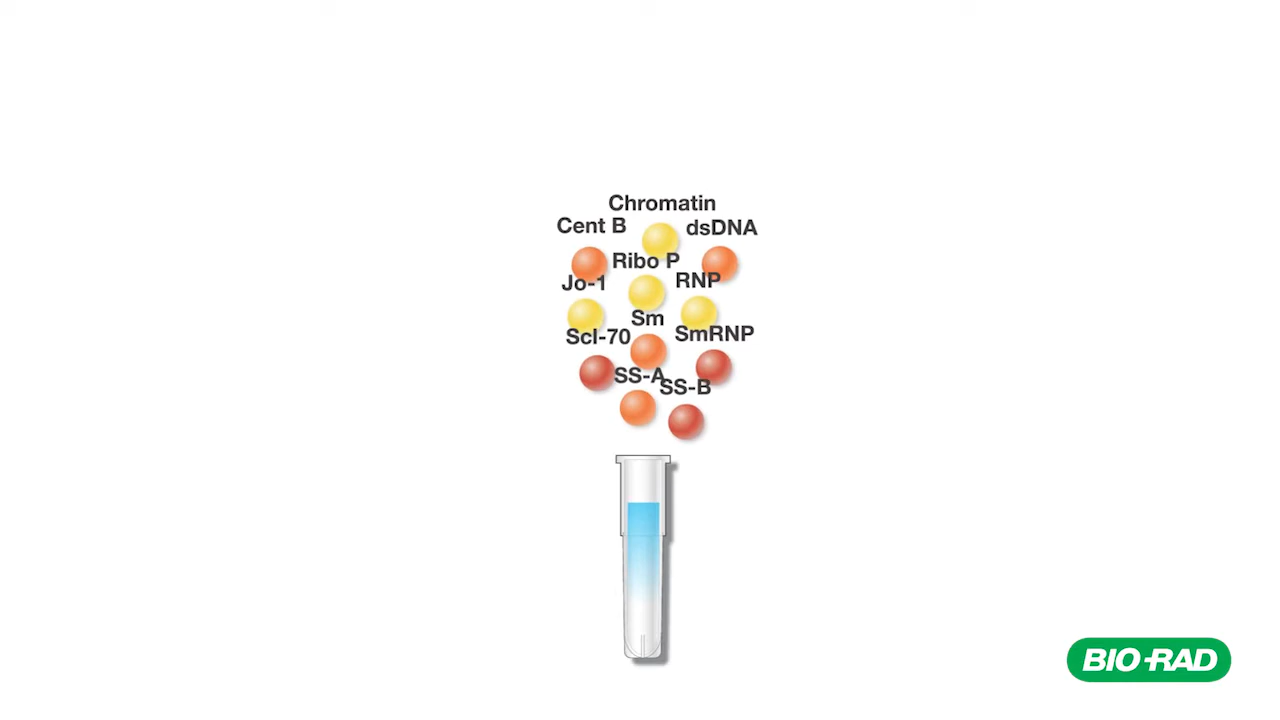 Chromatin
Cent B
dsDNA
Ribo P
Jo-1
RNP
Sm
Scl-70
SmRNP
SS-A
SS-B
BIO-RAD